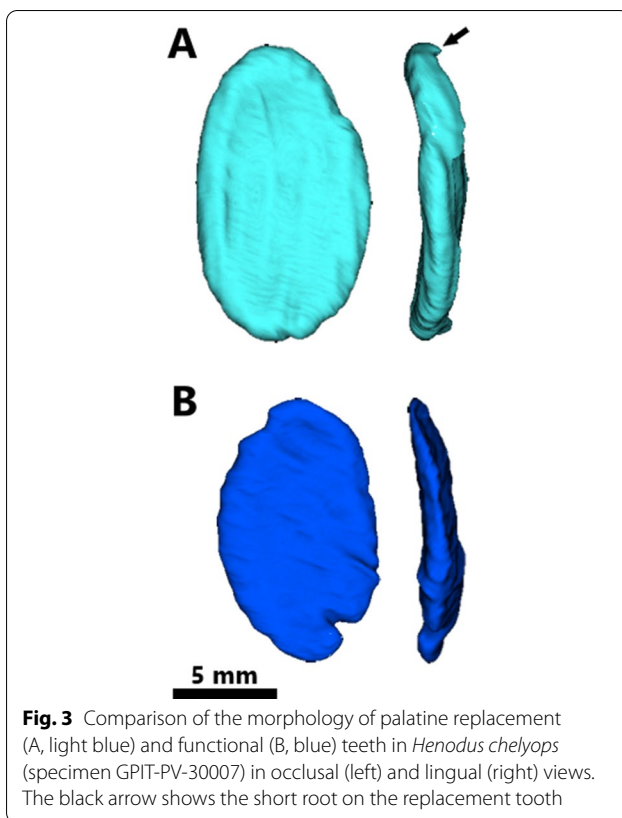 A
B
5 mm
Fig. 3 Comparison of the morphology of palatine replacement
(A, light blue) and functional (B, blue) teeth in Henodus chelyops
(specimen GPIT-PV-30007) in occlusal (left) and lingual (right) views.
The black arrow shows the short root on the replacement tooth